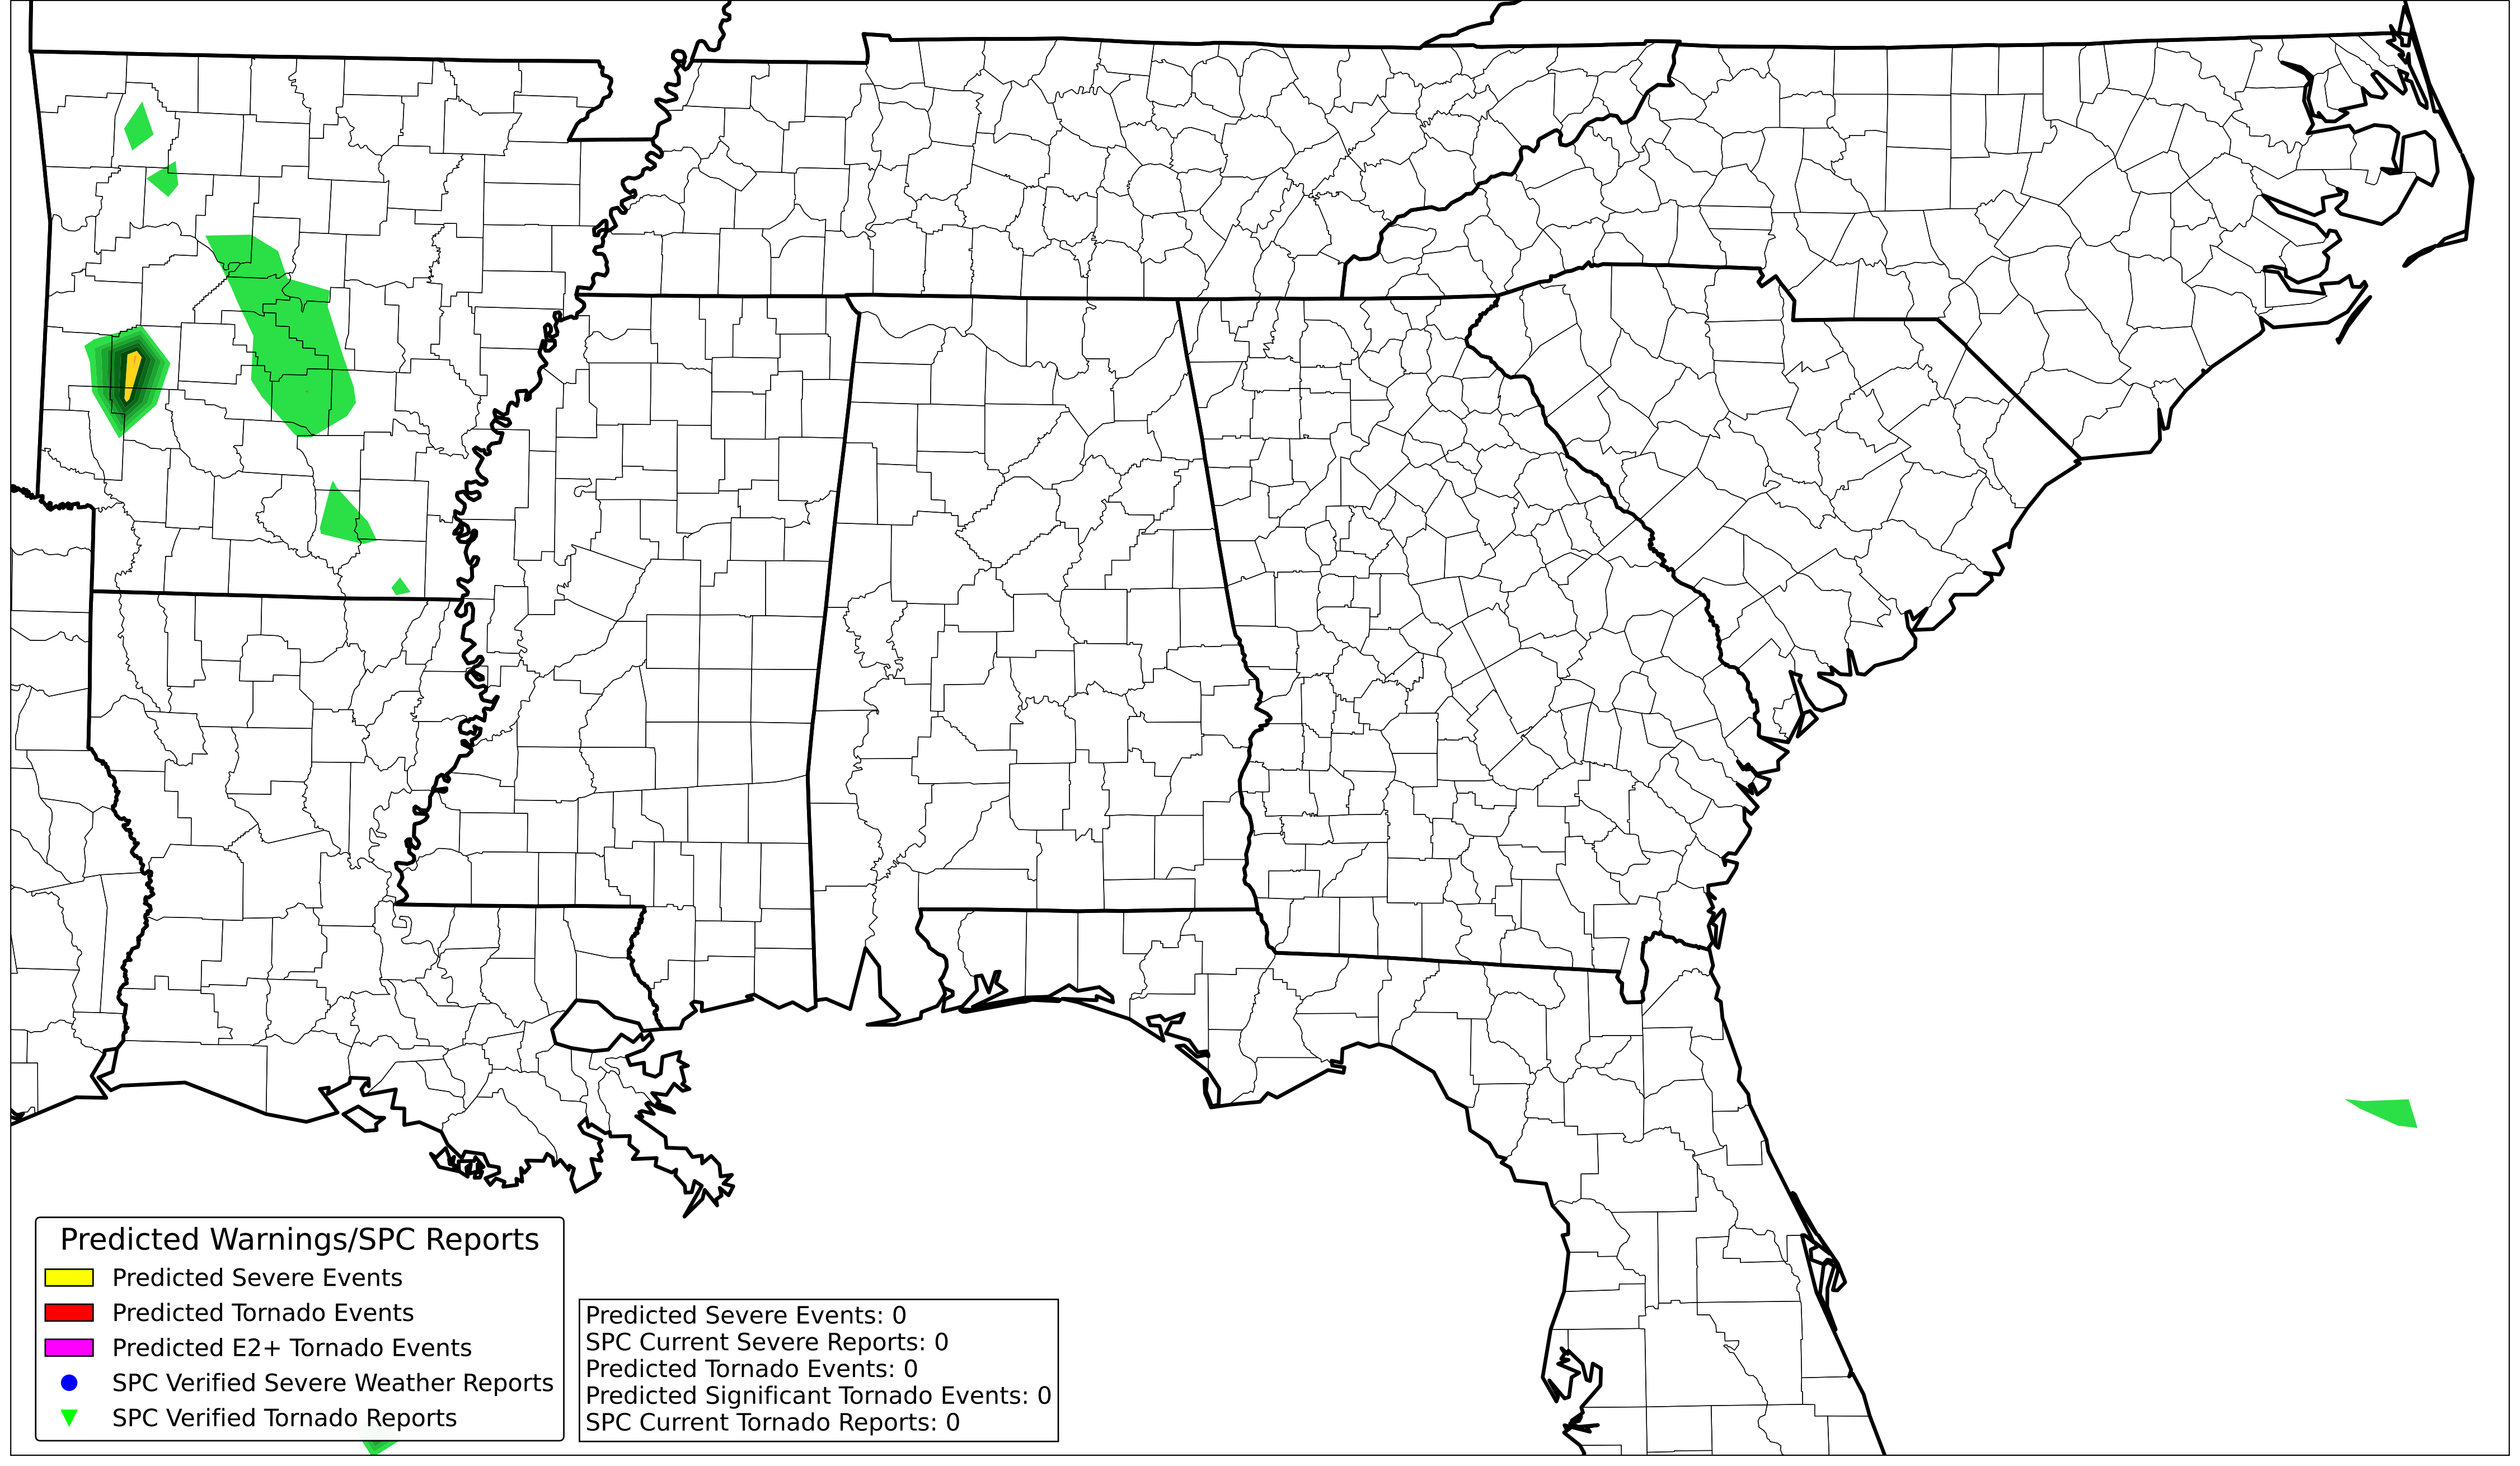 Predicted Warnings/SPC Reports
Predicted Severe Events
Predicted Tornado Events
Predicted E2+ Tornado Events
SPC Verified Severe Weather Reports
SPC Verified Tornado Reports
Predicted Severe Events: 0
SPC Current Severe Reports: 0
Predicted Tornado Events: 0
Predicted Significant Tornado Events: 0
SPC Current Tornado Reports: 0